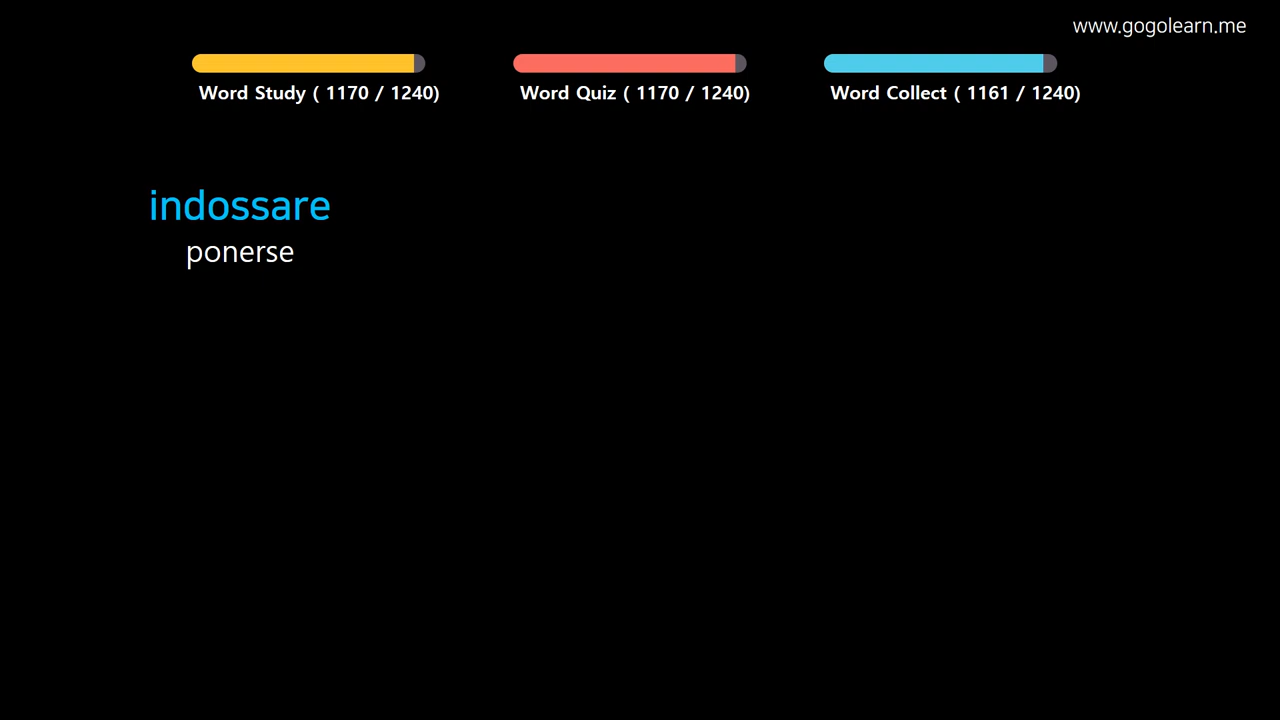 www.gogolearn.me
Word Study ( 1170 / 1240)
Word Quiz ( 1170 / 1240)
Word Collect ( 1161 / 1240)
indossare
ponerse